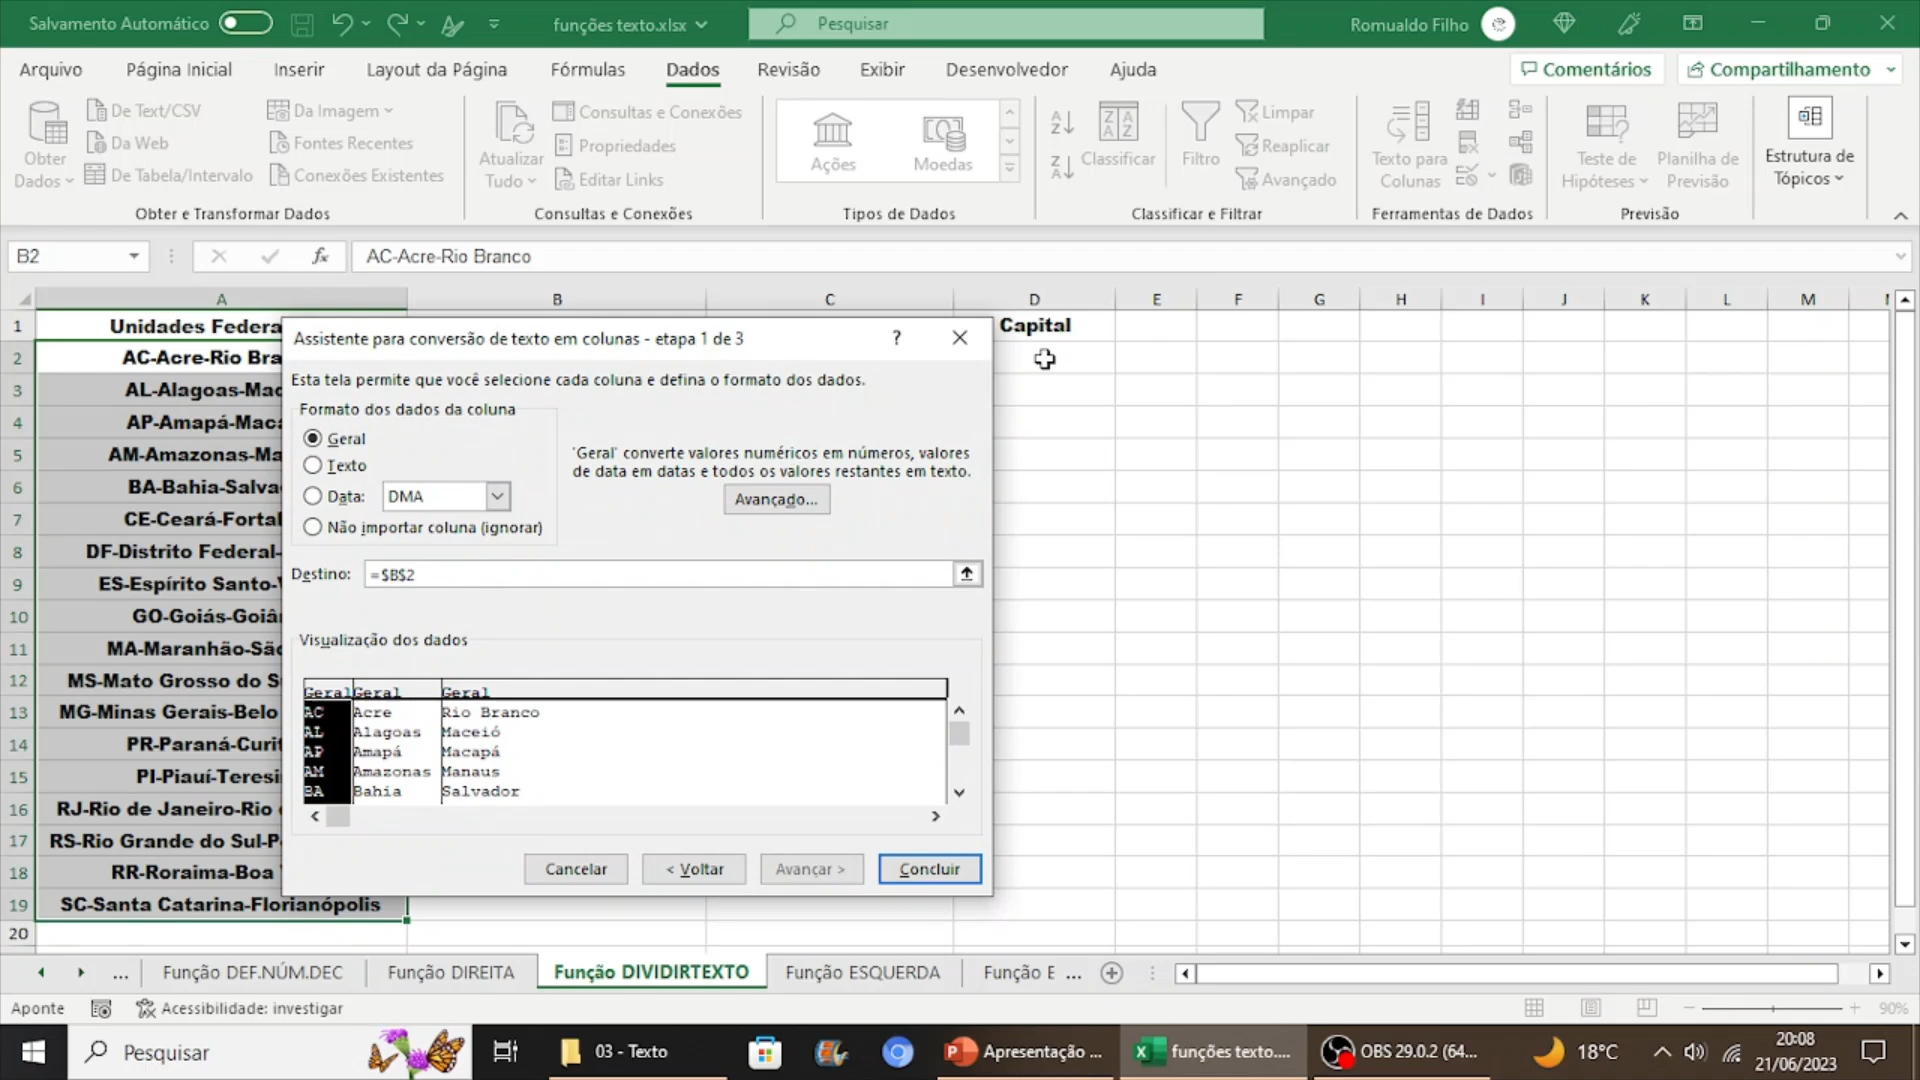 Salvamento Automático
funções texto.xlsx
Pesquisar
Romualdo Filho
Arquivo Página Inicial Inserir Layout da Página Fórmulas Dados Revisão Exibir Desenvolvedor Ajuda
Comentários Compartilhamento
Obter Dados
De Text/CSV
Da Web
De Tabela/Intervalo
Da Imagem
Fontes Recentes
Conexões Existentes
Obter e Transformar Dados
Atualizar Tudo
Consultas e Conexões
Propriedades
Editar Links
Consultas e Conexões
Ações
Moedas
Tipos de Dados
Classificar
Filtro
Limpar
Reaplicar
Avançado
Classificar e Filtrar
Texto para Colunas
Ferramentas de Dados
Teste de Hipóteses
Planilha de Previsão
Previsão
Estrutura de Tópicos
B2
fx
AC-Acre-Rio Branco
A B C D E F G H I J K L M
1 Unidades Federa
Capital
2 AC-Acre-Rio Bra
3 AL-Alagoas-Mac
4 AP-Amapá-Maca
5 AM-Amazonas-Ma
6 BA-Bahia-Salva
7 CE-Ceará-Fortal
8 DF-Distrito Federal-
9 ES-Espírito Santo-V
10 GO-Goiás-Goiân
11 MA-Maranhão-São
12 MS-Mato Grosso do S
13 MG-Minas Gerais-Belo
14 PR-Paraná-Curit
15 PI-Piauí-Teresi
16 RJ-Rio de Janeiro-Rio
17 RS-Rio Grande do Sul-P
18 RR-Roraima-Boa
19 SC-Santa Catarina-Florianópolis
20
Assistente para conversão de texto em colunas - etapa 1 de 3
?
Esta tela permite que você selecione cada coluna e defina o formato dos dados.
Formato dos dados da coluna
Geral
Texto
Data: DMA
Não importar coluna (ignorar)
'Geral' converte valores numéricos em números, valores
de data em datas e todos os valores restantes em texto.
Avançado...
Destino: =$B$2
Visualização dos dados
Geral Geral Geral
AC Acre Rio Branco
AL Alagoas Maceió
AP Amapá Macapá
AM Amazonas Manaus
BA Bahia Salvador
Cancelar < Voltar Avançar > Concluir
... Função DEF.NÚM.DEC Função DIREITA Função DIVIDIRTEXTO Função ESQUERDA Função E ...
Aponte
Acessibilidade: investigar
90%
Pesquisar
03 - Texto
Apresentação ...
funções texto....
OBS 29.0.2 (64...
18°C
20:08
21/06/2023